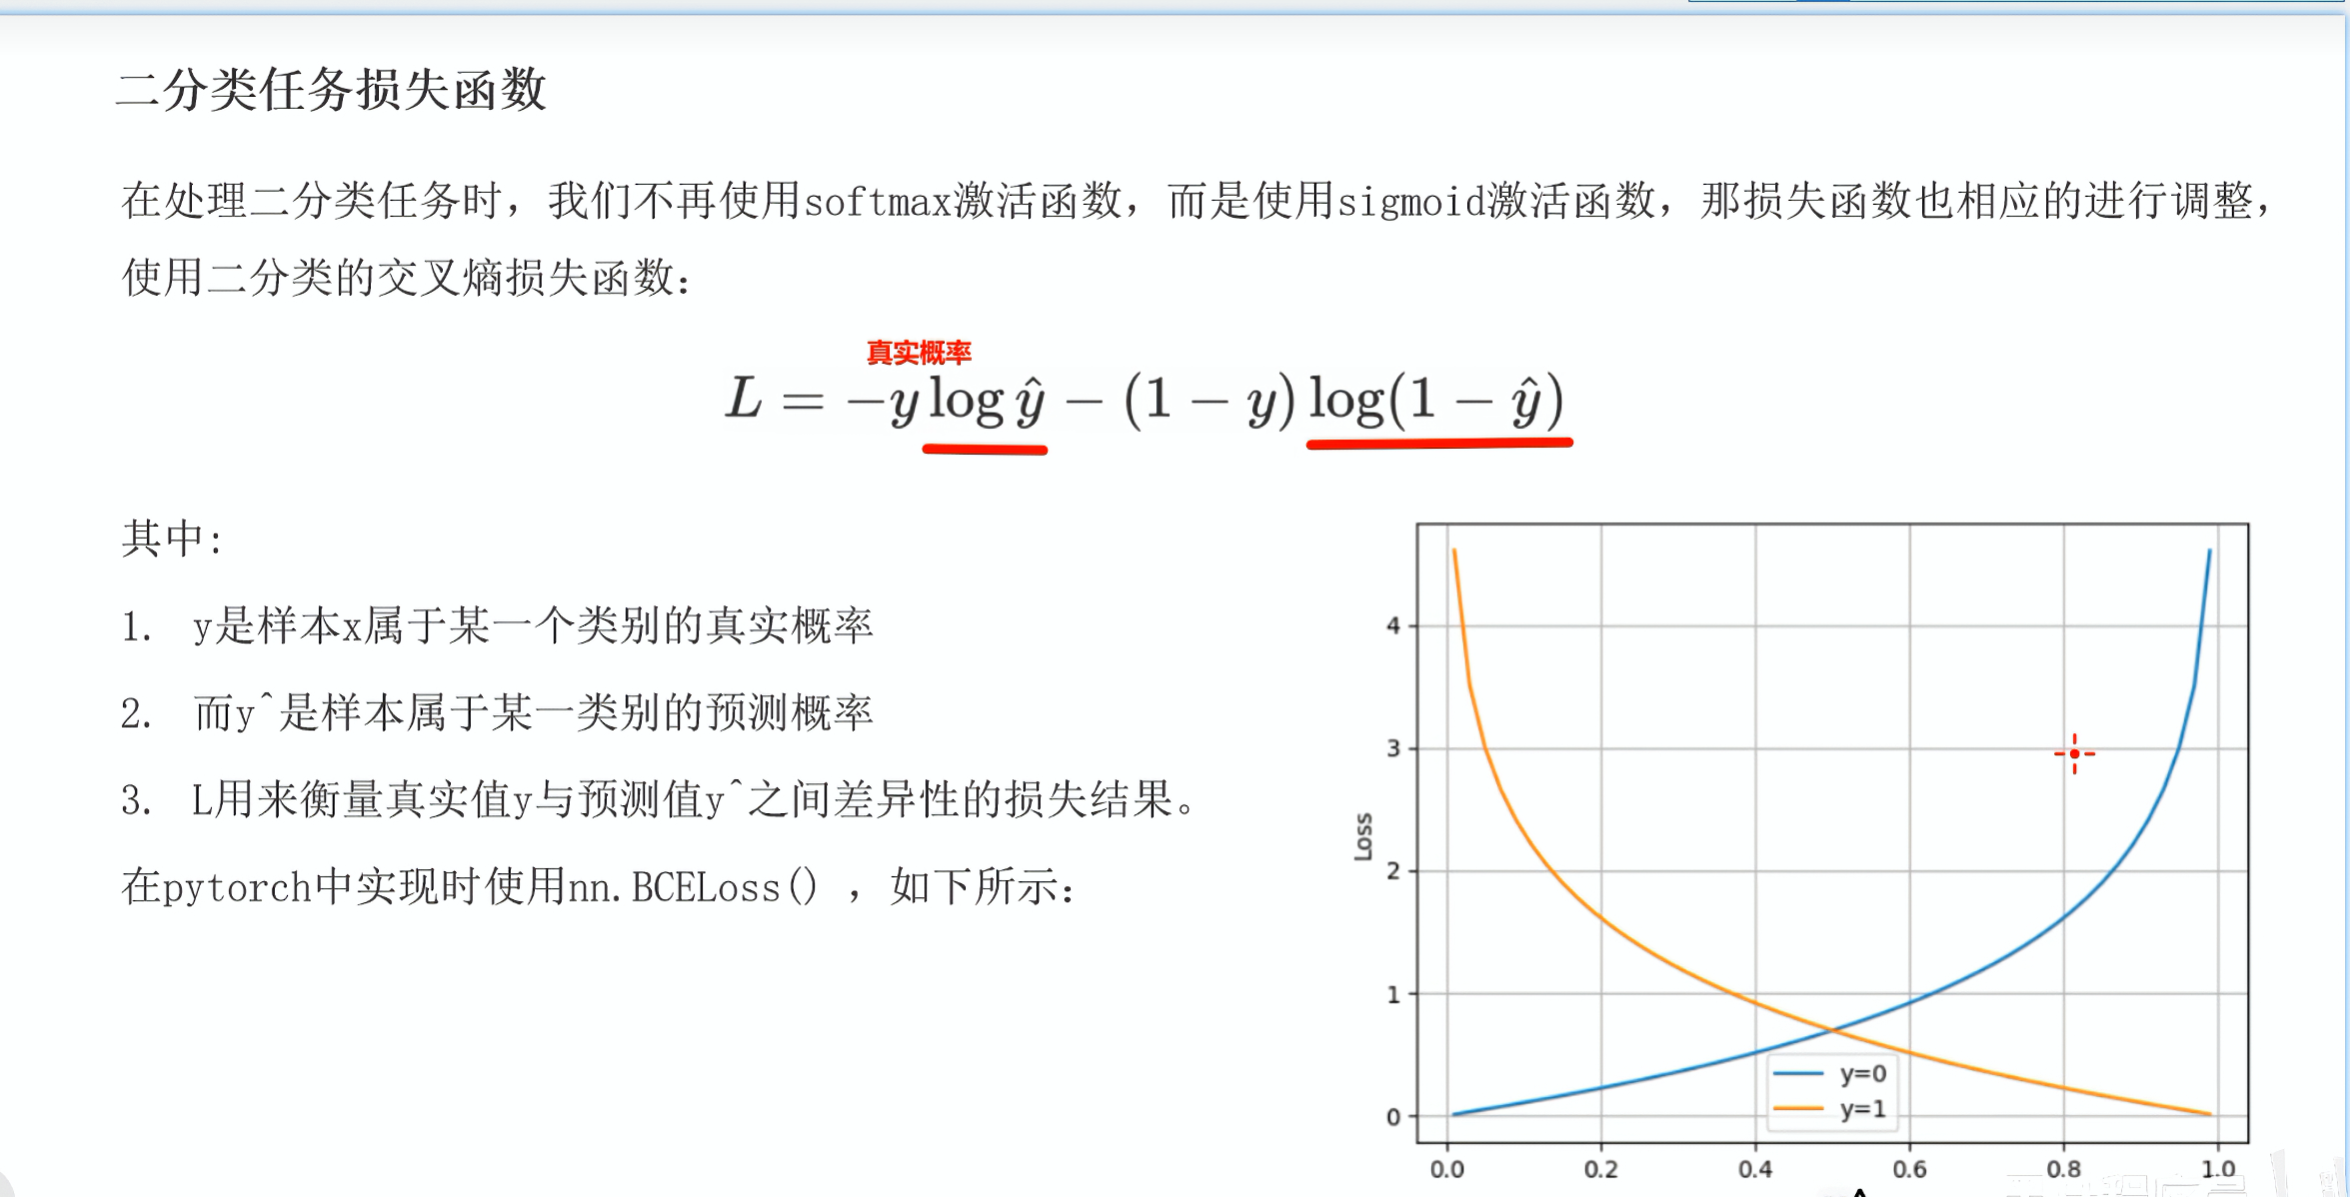 二分类任务损失函数
在处理二分类任务时，我们不再使用softmax激活函数，而是使用sigmoid激活函数，那损失函数也相应的进行调整，
使用二分类的交叉熵损失函数：
真实概率
L = −y log ŷ − (1 − y) log(1 − ŷ)
其中:
1. y是样本x属于某一个类别的真实概率
2. 而y^是样本属于某一类别的预测概率
3. L用来衡量真实值y与预测值y^之间差异性的损失结果。
在pytorch中实现时使用nn.BCELoss() ，如下所示：
4
3
2
1
0
Loss
y=0
y=1
0.0 0.2 0.4 0.6 0.8 1.0